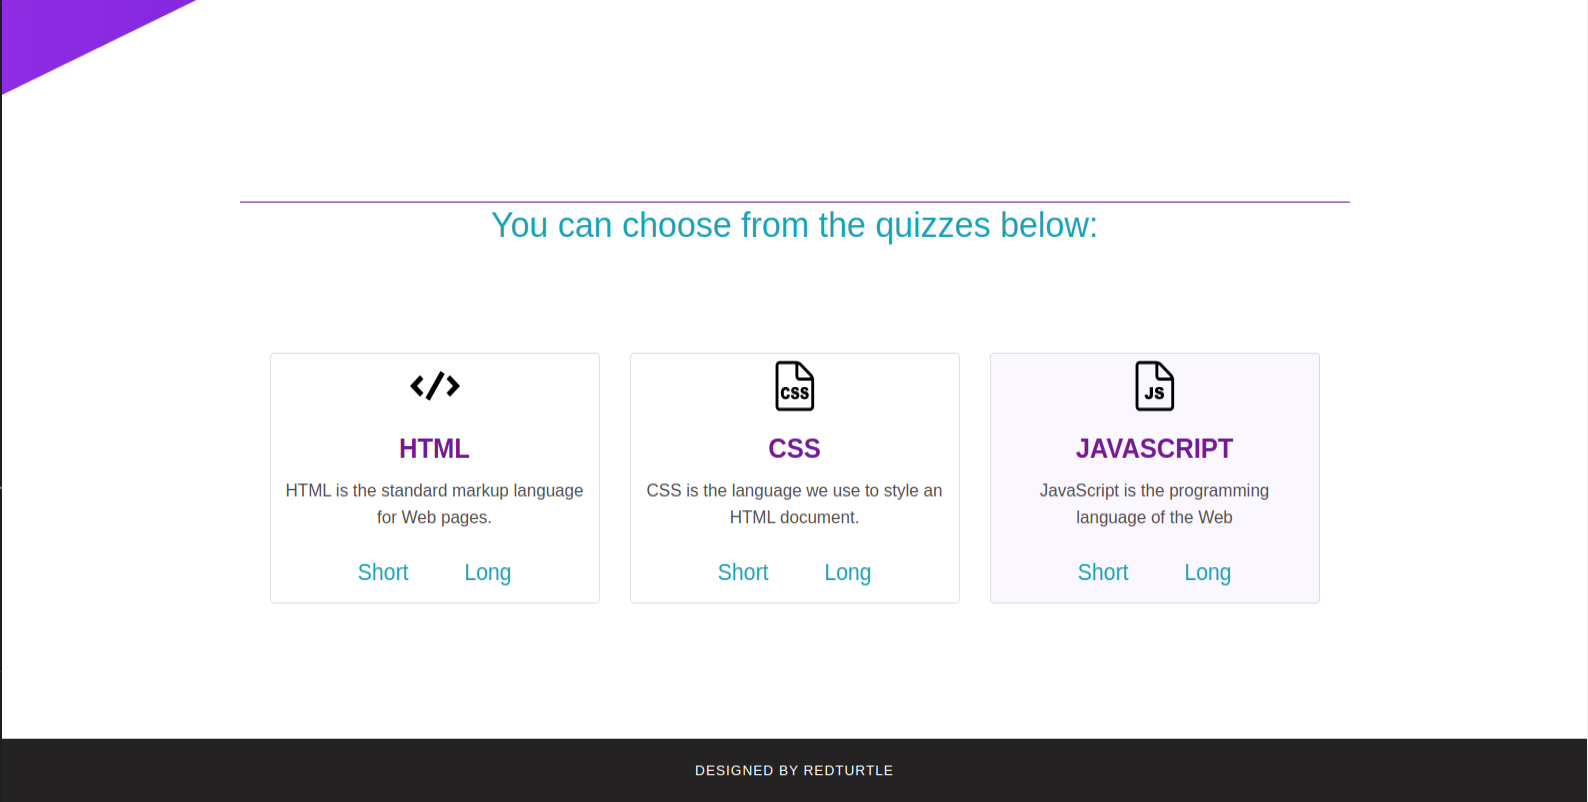 You can choose from the quizzes below:
CSS
JS
HTML
CSS
JAVASCRIPT
HTML is the standard markup language
for Web pages.
CSS is the language we use to style an
HTML document.
JavaScript is the programming
language of the Web
Short Long
Short Long
Short Long
DESIGNED BY REDTURTLE